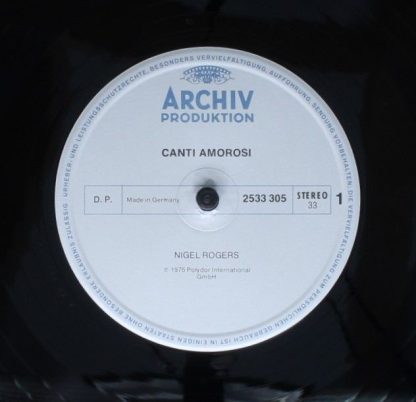 ARCHIV
PRODUKTION
CANTI AMOROSI
D. P. Made in Germany 2533 305 STEREO 33 1
NIGEL ROGERS
℗ 1975 Polydor International
GmbH
URHEBER- UND LEISTUNGSSCHUTZRECHTE, BESONDERS VERVIELFÄLTIGUNG, AUFFÜHRUNG, SENDUNG VORBEHALTEN. DIE VERVIELFÄLTIGUNG ZUM PERSÖNLICHEN GEBRAUCH IST IN EINIGEN STAATEN OHNE BESONDERE ERLAUBNIS ZULÄSSIG